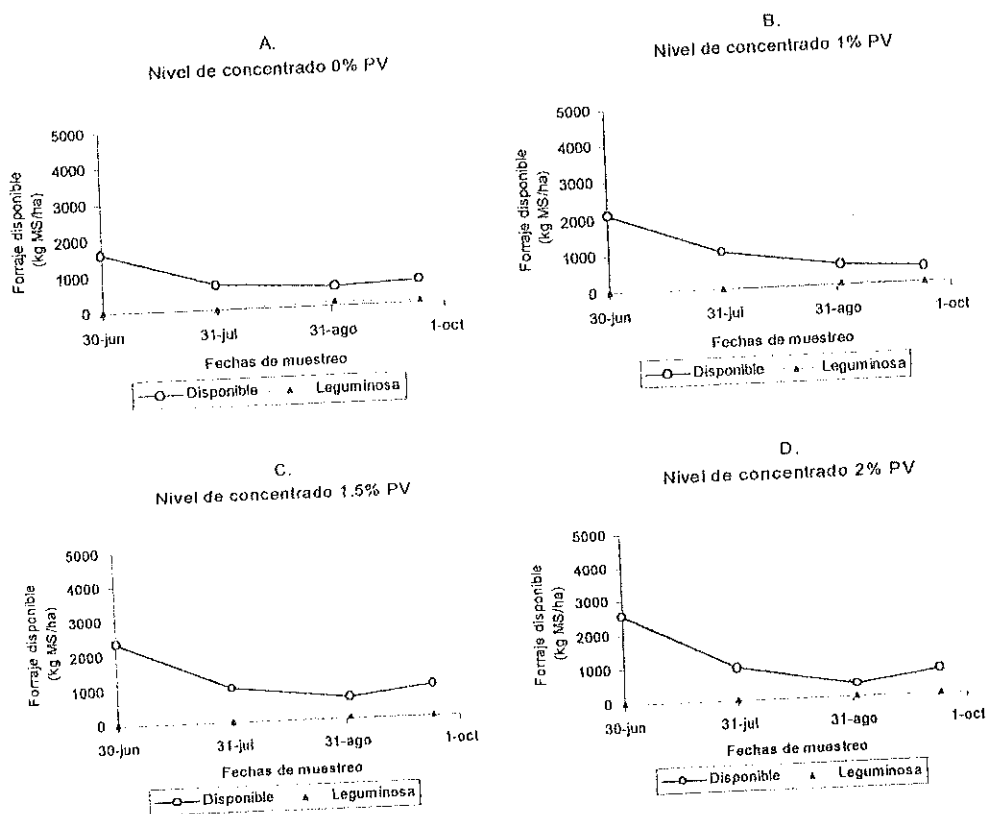 A.
Nivel de concentrado 0% PV
5000
4000
3000
2000
1000
0
Forraje disponible
(kg MS/ha)
30-jun
31-jul
31-ago
1-oct
Fechas de muestreo
Disponible
Leguminosa
B.
Nivel de concentrado 1% PV
5000
4000
3000
2000
1000
0
Forraje disponible
(kg MS/ha)
30-jun
31-jul
31-ago
1-oct
Fechas de muestreo
Disponible
Leguminosa
C.
Nivel de concentrado 1.5% PV
5000
4000
3000
2000
1000
0
Forraje disponible
(kg MS/ha)
30-jun
31-jul
31-ago
1-oct
Fechas de muestreo
Disponible
Leguminosa
D.
Nivel de concentrado 2% PV
5000
4000
3000
2000
1000
0
Forraje disponible
(kg MS/ha)
30-jun
31-jul
31-ago
1-oct
Fechas de muestreo
Disponible
Leguminosa